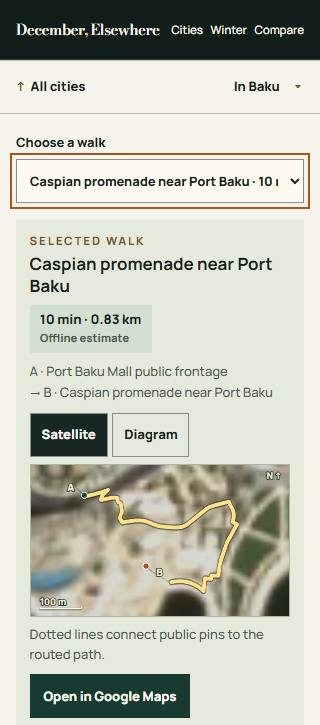 December, Elsewhere Cities Winter Compare
↑ All cities In Baku
Choose a walk
Caspian promenade near Port Baku · 10
SELECTED WALK
Caspian promenade near Port
Baku
10 min · 0.83 km
Offline estimate
A · Port Baku Mall public frontage
→ B · Caspian promenade near Port Baku
Satellite Diagram
N↑
A
B
100 m
Dotted lines connect public pins to the
routed path.
Open in Google Maps